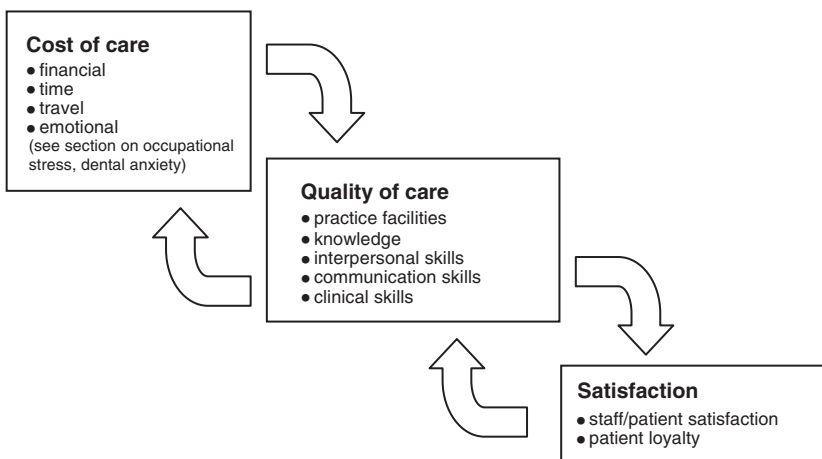 Cost of care
● financial
● time
● travel
● emotional
(see section on occupational
stress, dental anxiety)
Quality of care
● practice facilities
● knowledge
● interpersonal skills
● communication skills
● clinical skills
Satisfaction
● staff/patient satisfaction
● patient loyalty